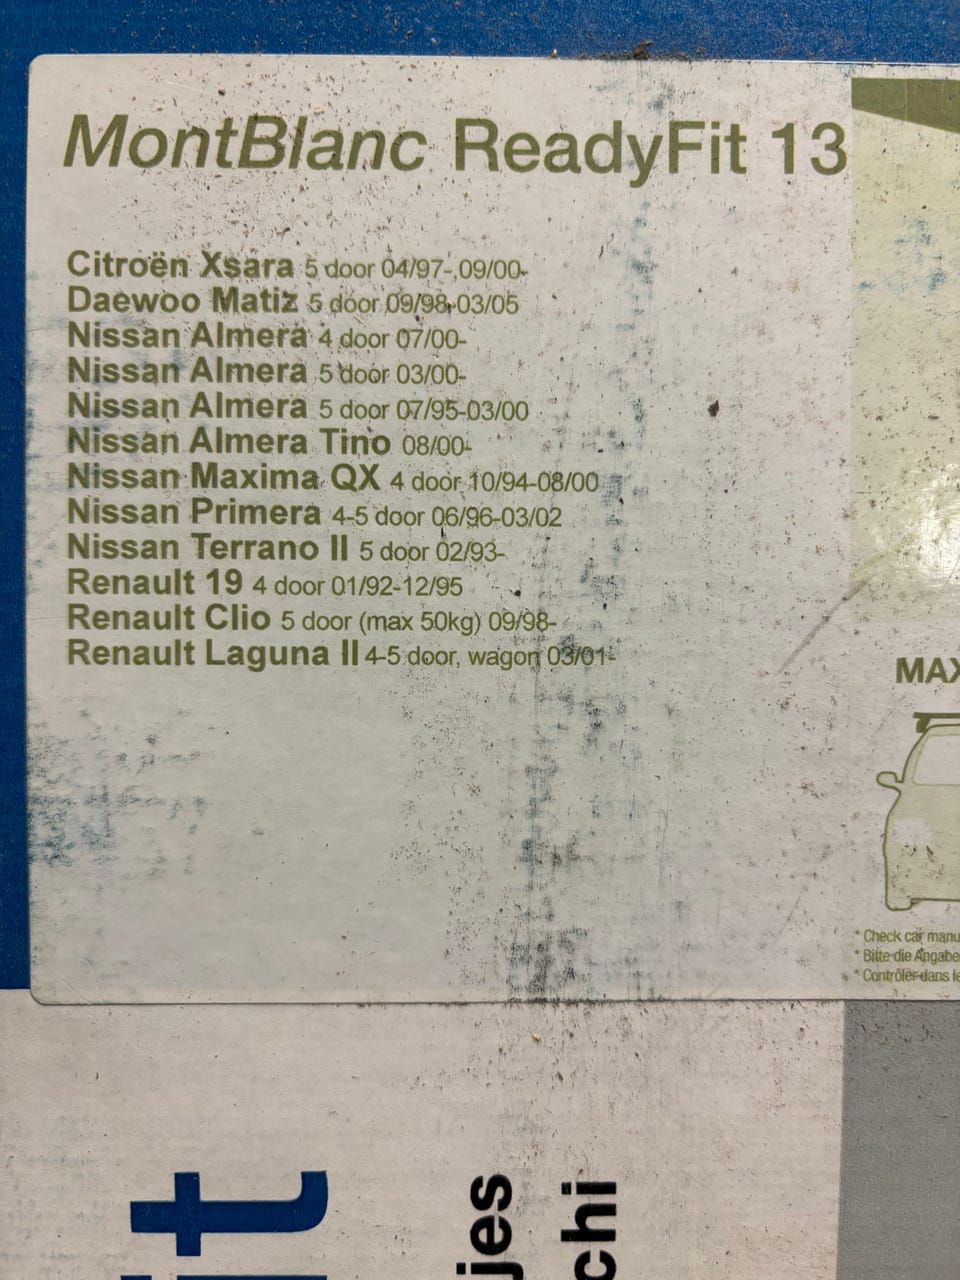 MontBlanc ReadyFit 13
Citroën Xsara 5 door 04/97-,09/00-
Daewoo Matiz 5 door 09/98-03/05
Nissan Almera 4 door 07/00-
Nissan Almera 5 door 03/00-
Nissan Almera 5 door 07/95-03/00
Nissan Almera Tino 08/00-
Nissan Maxima QX 4 door 10/94-08/00
Nissan Primera 4-5 door 06/96-03/02
Nissan Terrano II 5 door 02/93-
Renault 19 4 door 01/92-12/95
Renault Clio 5 door (max 50kg) 09/98-
Renault Laguna II 4-5 door, wagon 03/01-
MAX
* Check car manu
* Bitte die Angabe
* Contrôler dans le
it
jes
chi